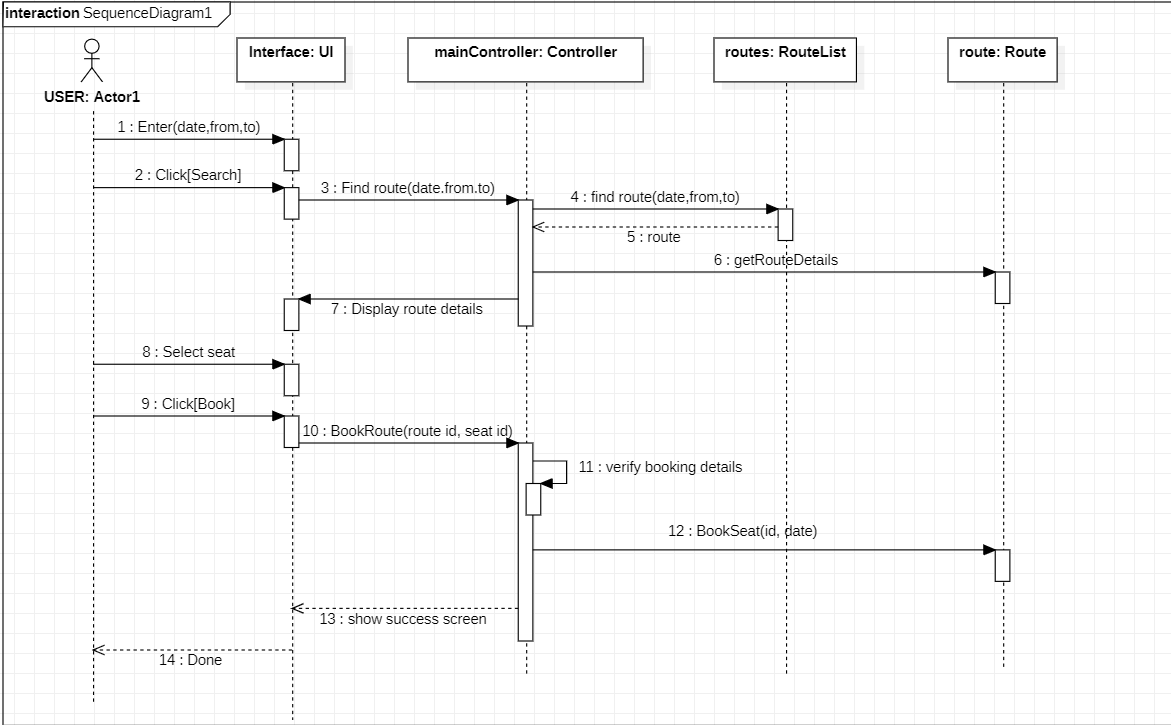 interaction SequenceDiagram1
Interface: UI
mainController: Controller
routes: RouteList
route: Route
USER: Actor1
1 : Enter(date,from,to)
2 : Click[Search]
3 : Find route(date.from.to)
4 : find route(date,from,to)
5 : route
6 : getRouteDetails
7 : Display route details
8 : Select seat
9 : Click[Book]
10 : BookRoute(route id, seat id)
11 : verify booking details
12 : BookSeat(id, date)
13 : show success screen
14 : Done